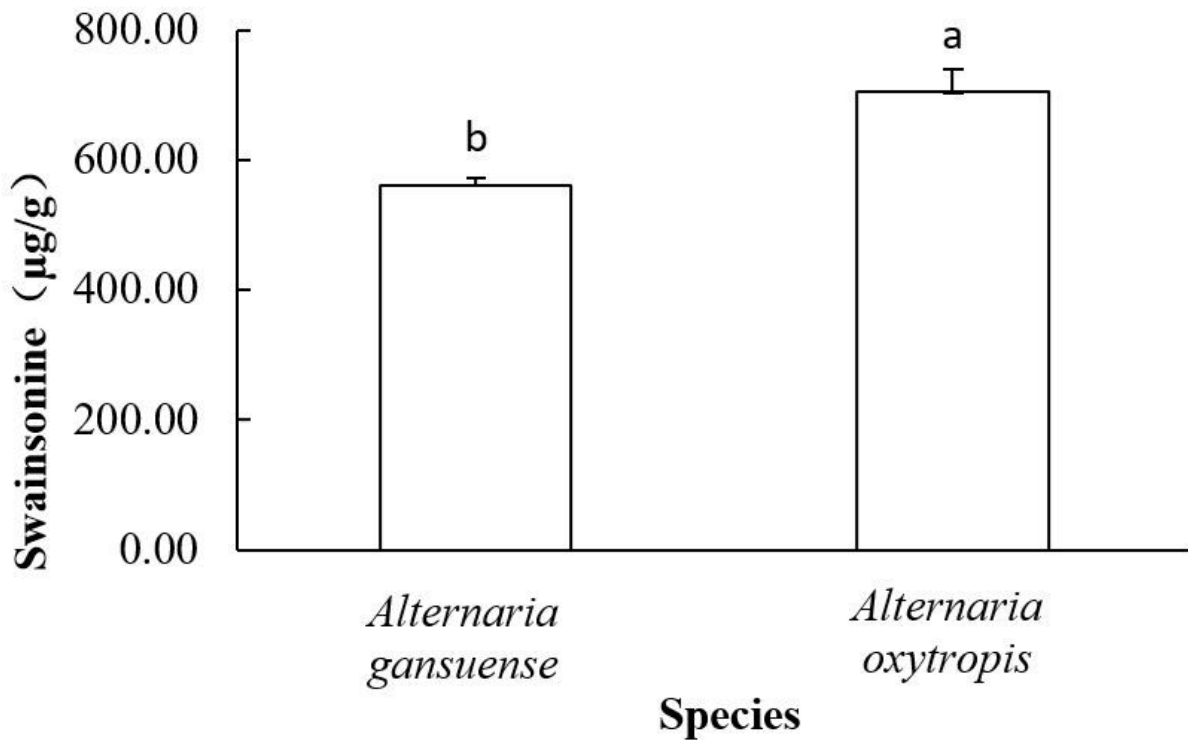 800.00
600.00
400.00
200.00
0.00
Swainsonine（μg/g）
b
a
Alternaria
gansuense
Alternaria
oxytropis
Species